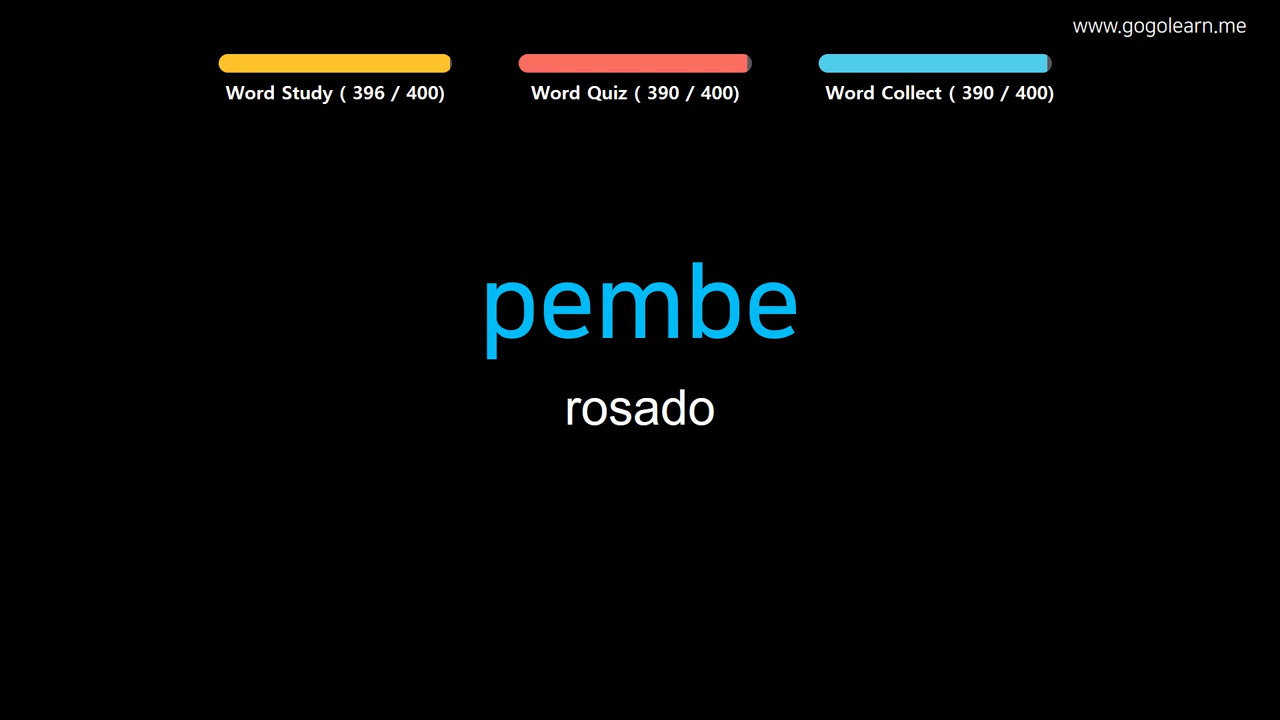 www.gogolearn.me
Word Study ( 396 / 400)
Word Quiz ( 390 / 400)
Word Collect ( 390 / 400)
pembe
rosado